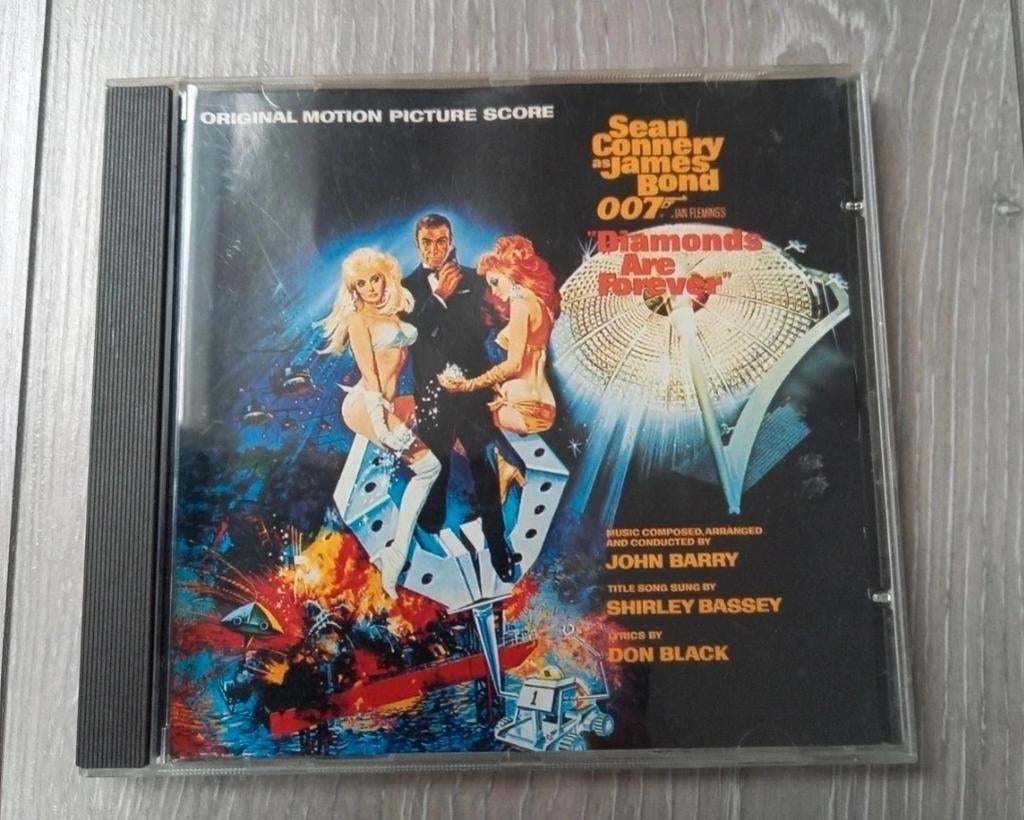 ORIGINAL MOTION PICTURE SCORE
Sean
Connery
as James
Bond
007
IAN FLEMING'S
"Diamonds
Are
Forever"
MUSIC COMPOSED, ARRANGED
AND CONDUCTED BY
JOHN BARRY
TITLE SONG SUNG BY
SHIRLEY BASSEY
LYRICS BY
DON BLACK
1